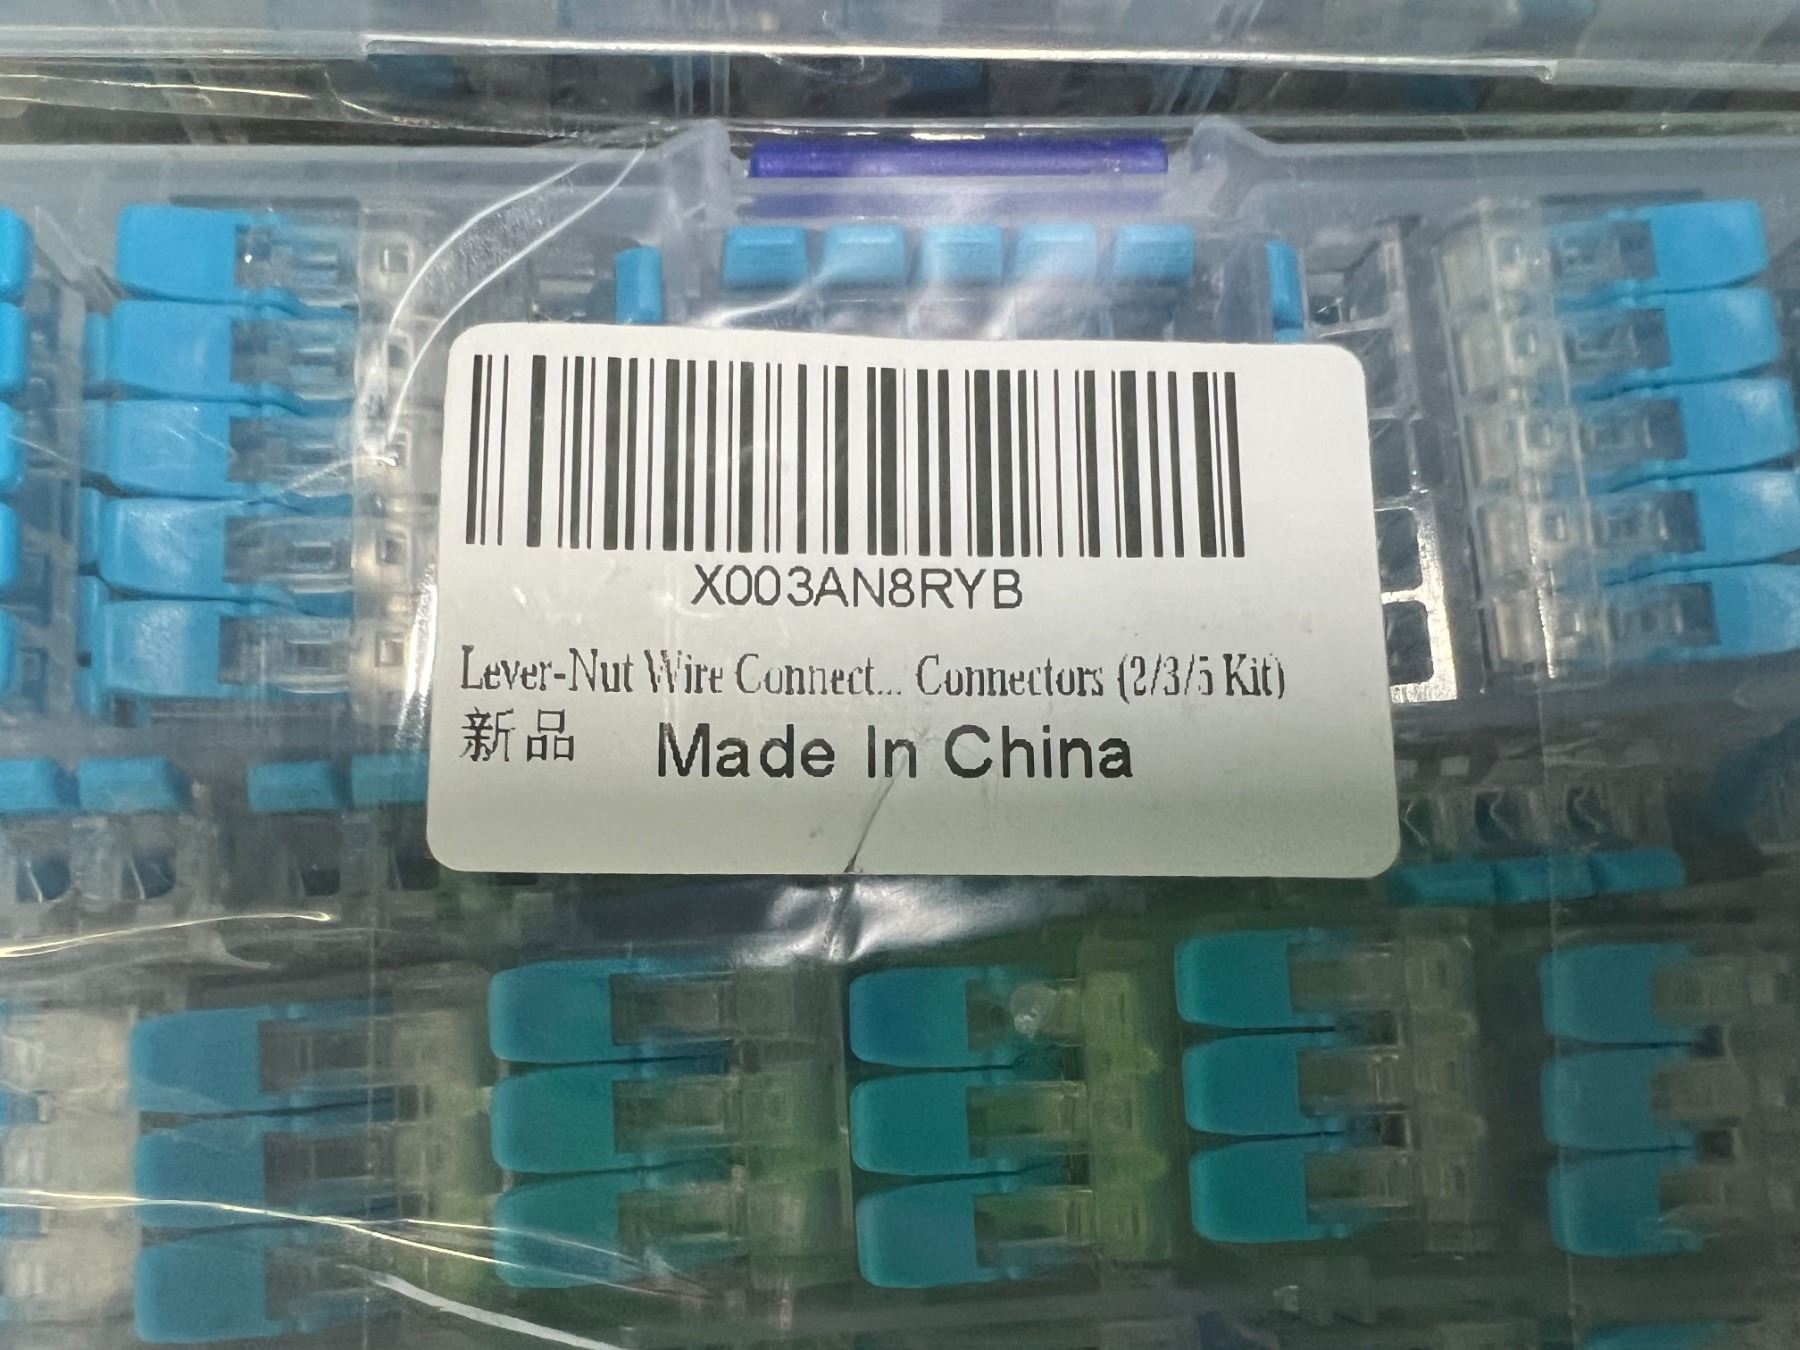 X003AN8RYB
Lever-Nut Wire Connect... Connectors (2/3/5 Kit)
新品 Made In China